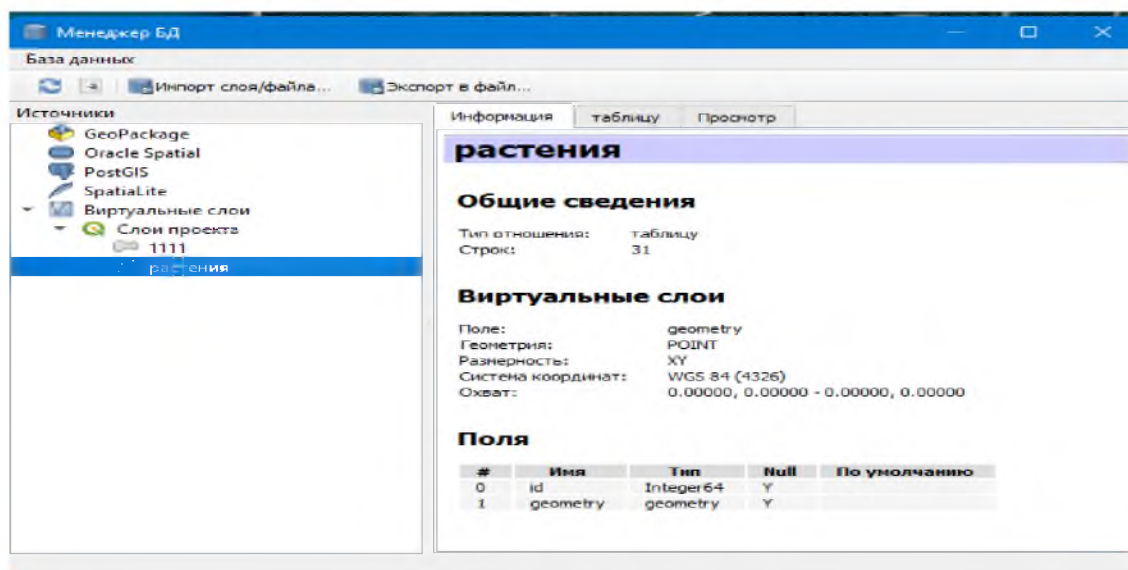 Менеджер БД
База данных
Импорт слоя/файла... Экспорт в файл...
Источники
GeoPackage
Oracle Spatial
PostGIS
SpatiaLite
Виртуальные слои
Слои проекта
1111
растения
Информация таблицу Просмотр
растения
Общие сведения
Тип отношения: таблицу
Строк: 31
Виртуальные слои
Поле: geometry
Геометрия: POINT
Размерность: XY
Система координат: WGS 84 (4326)
Охват: 0.00000, 0.00000 - 0.00000, 0.00000
Поля
# Имя Тип Null По умолчанию
0 id Integer64 Y
1 geometry geometry Y